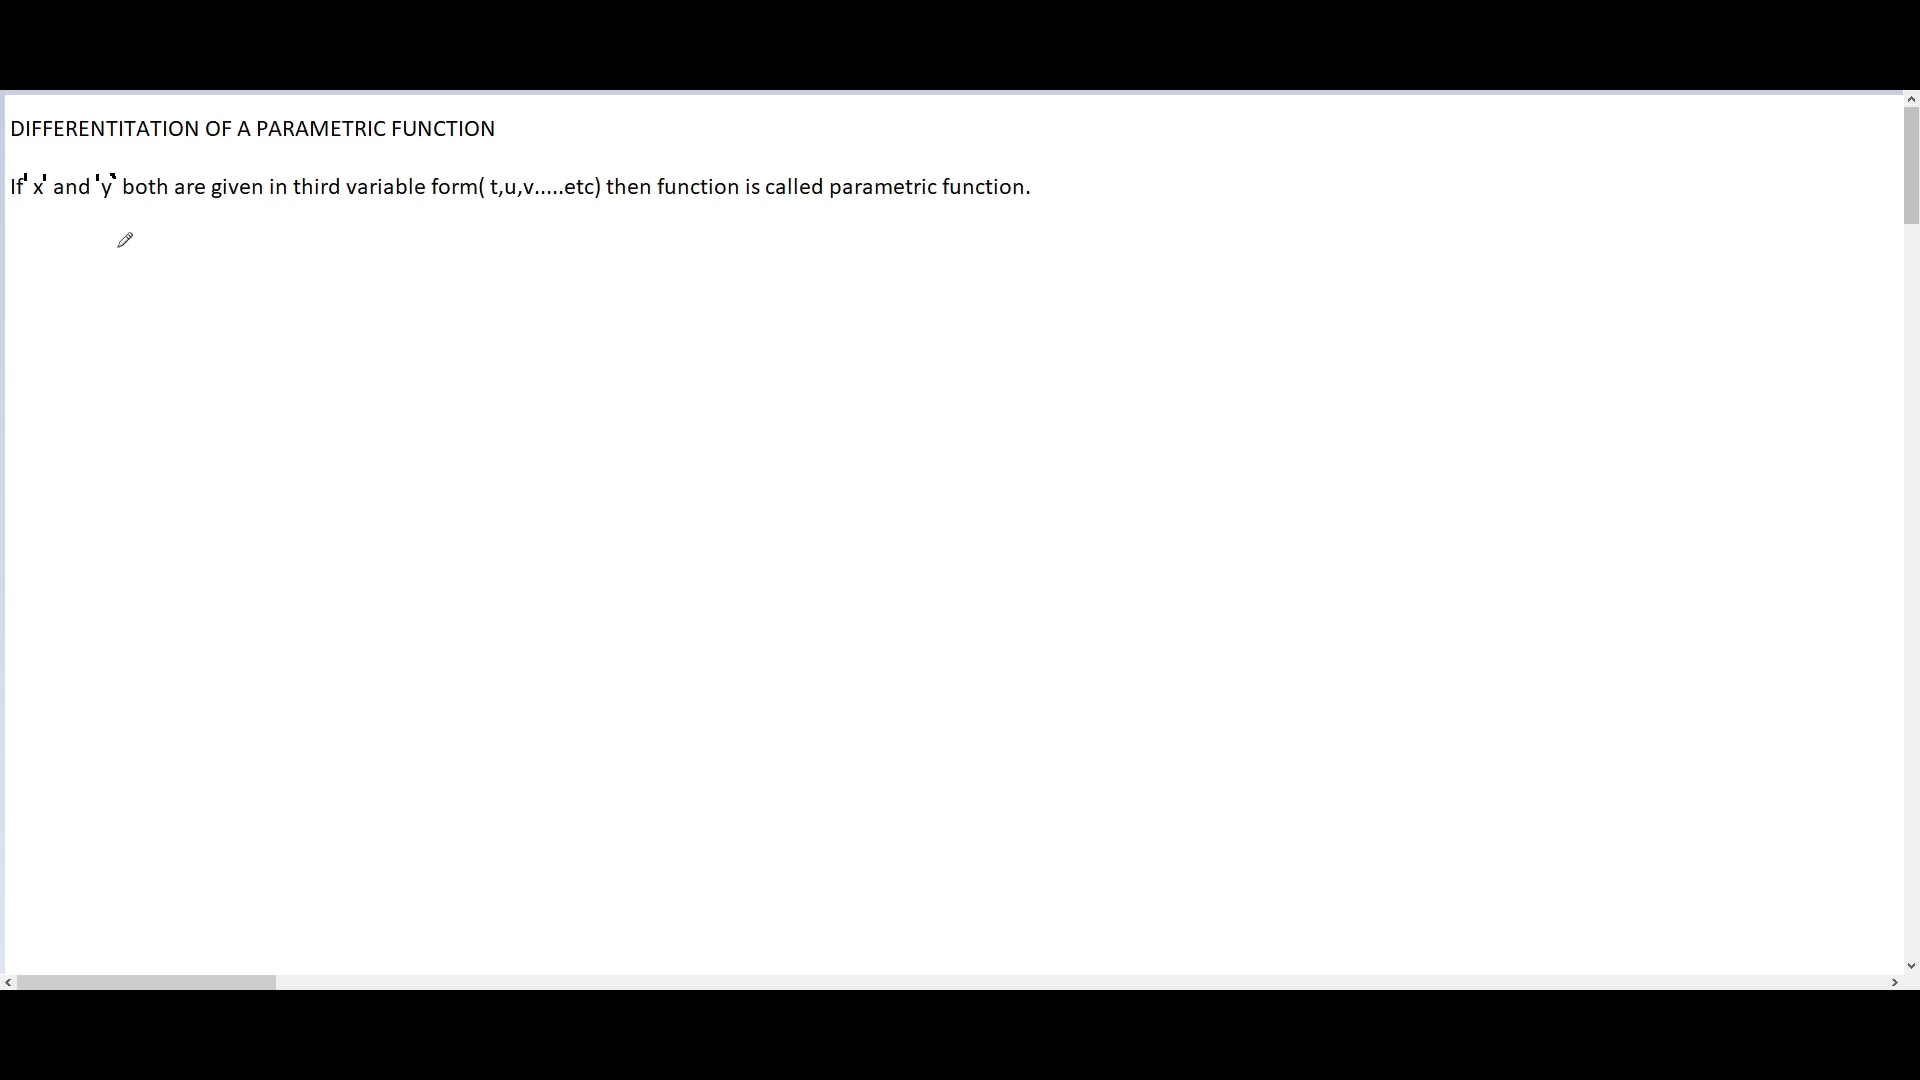 DIFFERENTITATION OF A PARAMETRIC FUNCTION
If 'x' and 'y' both are given in third variable form( t,u,v.....etc) then function is called parametric function.